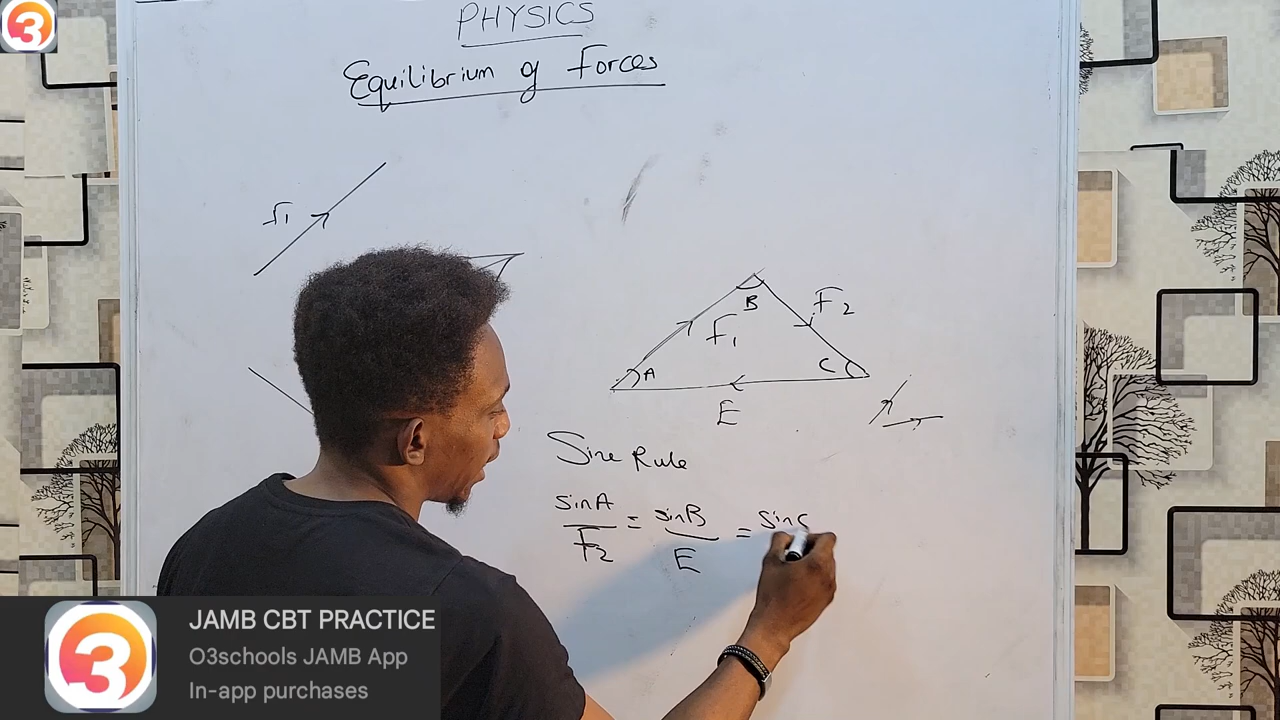 3
PHYSICS
Equilibrium of Forces
F1
B
F2
F1
A
C
E
Sine Rule
sinA/F2 = sinB/E = sinC
3
JAMB CBT PRACTICE
O3schools JAMB App
In-app purchases